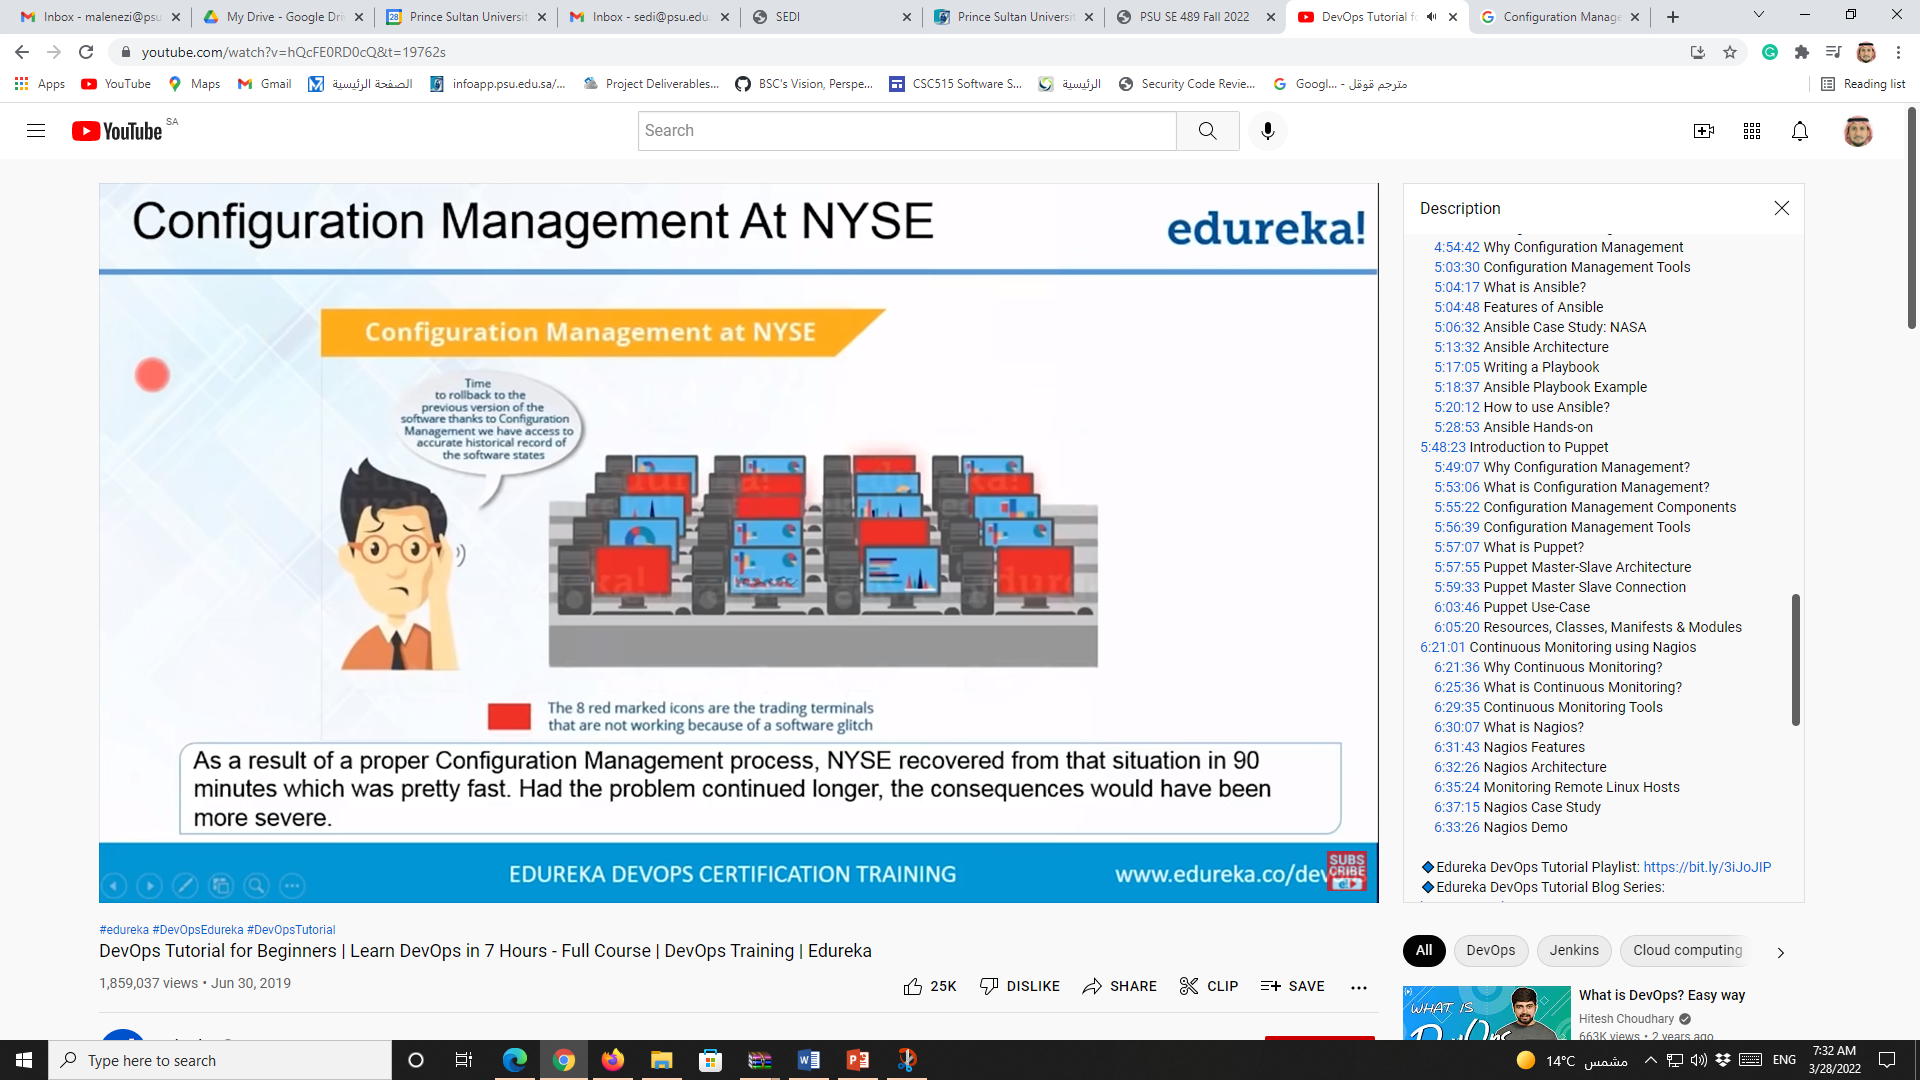 Inbox - malenezi@psu
My Drive - Google Dri
Prince Sultan Universit
Inbox - sedi@psu.edu.
SEDI
Prince Sultan Universit
PSU SE 489 Fall 2022
DevOps Tutorial fo
Configuration Manage
youtube.com/watch?v=hQcFE0RD0cQ&t=19762s
Apps
YouTube
Maps
Gmail
الصفحة الرئيسية
infoapp.psu.edu.sa/...
Project Deliverables...
BSC's Vision, Perspe...
CSC515 Software S...
الرئيسية
Security Code Revie...
مترجم قوقل - Googl...
Reading list
YouTube SA
Search
Configuration Management At NYSE
edureka!
Configuration Management at NYSE
Time
to rollback to the
previous version of the
software thanks to Configuration
Management we have access to
accurate historical record of
the software states
The 8 red marked icons are the trading terminals
that are not working because of a software glitch
As a result of a proper Configuration Management process, NYSE recovered from that situation in 90
minutes which was pretty fast. Had the problem continued longer, the consequences would have been
more severe.
EDUREKA DEVOPS CERTIFICATION TRAINING
www.edureka.co/dev
SUBS
CRIBE
#edureka #DevOpsEdureka #DevOpsTutorial
DevOps Tutorial for Beginners | Learn DevOps in 7 Hours - Full Course | DevOps Training | Edureka
1,859,037 views • Jun 30, 2019
25K
DISLIKE
SHARE
CLIP
SAVE
Description
4:54:42 Why Configuration Management
5:03:30 Configuration Management Tools
5:04:17 What is Ansible?
5:04:48 Features of Ansible
5:06:32 Ansible Case Study: NASA
5:13:32 Ansible Architecture
5:17:05 Writing a Playbook
5:18:37 Ansible Playbook Example
5:20:12 How to use Ansible?
5:28:53 Ansible Hands-on
5:48:23 Introduction to Puppet
5:49:07 Why Configuration Management?
5:53:06 What is Configuration Management?
5:55:22 Configuration Management Components
5:56:39 Configuration Management Tools
5:57:07 What is Puppet?
5:57:55 Puppet Master-Slave Architecture
5:59:33 Puppet Master Slave Connection
6:03:46 Puppet Use-Case
6:05:20 Resources, Classes, Manifests & Modules
6:21:01 Continuous Monitoring using Nagios
6:21:36 Why Continuous Monitoring?
6:25:36 What is Continuous Monitoring?
6:29:35 Continuous Monitoring Tools
6:30:07 What is Nagios?
6:31:43 Nagios Features
6:32:26 Nagios Architecture
6:35:24 Monitoring Remote Linux Hosts
6:37:15 Nagios Case Study
6:33:26 Nagios Demo
🔹Edureka DevOps Tutorial Playlist: https://bit.ly/3iJoJIP
🔹Edureka DevOps Tutorial Blog Series:
All
DevOps
Jenkins
Cloud computing
WHAT IS
What is DevOps? Easy way
Hitesh Choudhary
663K views • 2 years ago
Type here to search
14°C مشمس
ENG
7:32 AM
3/28/2022